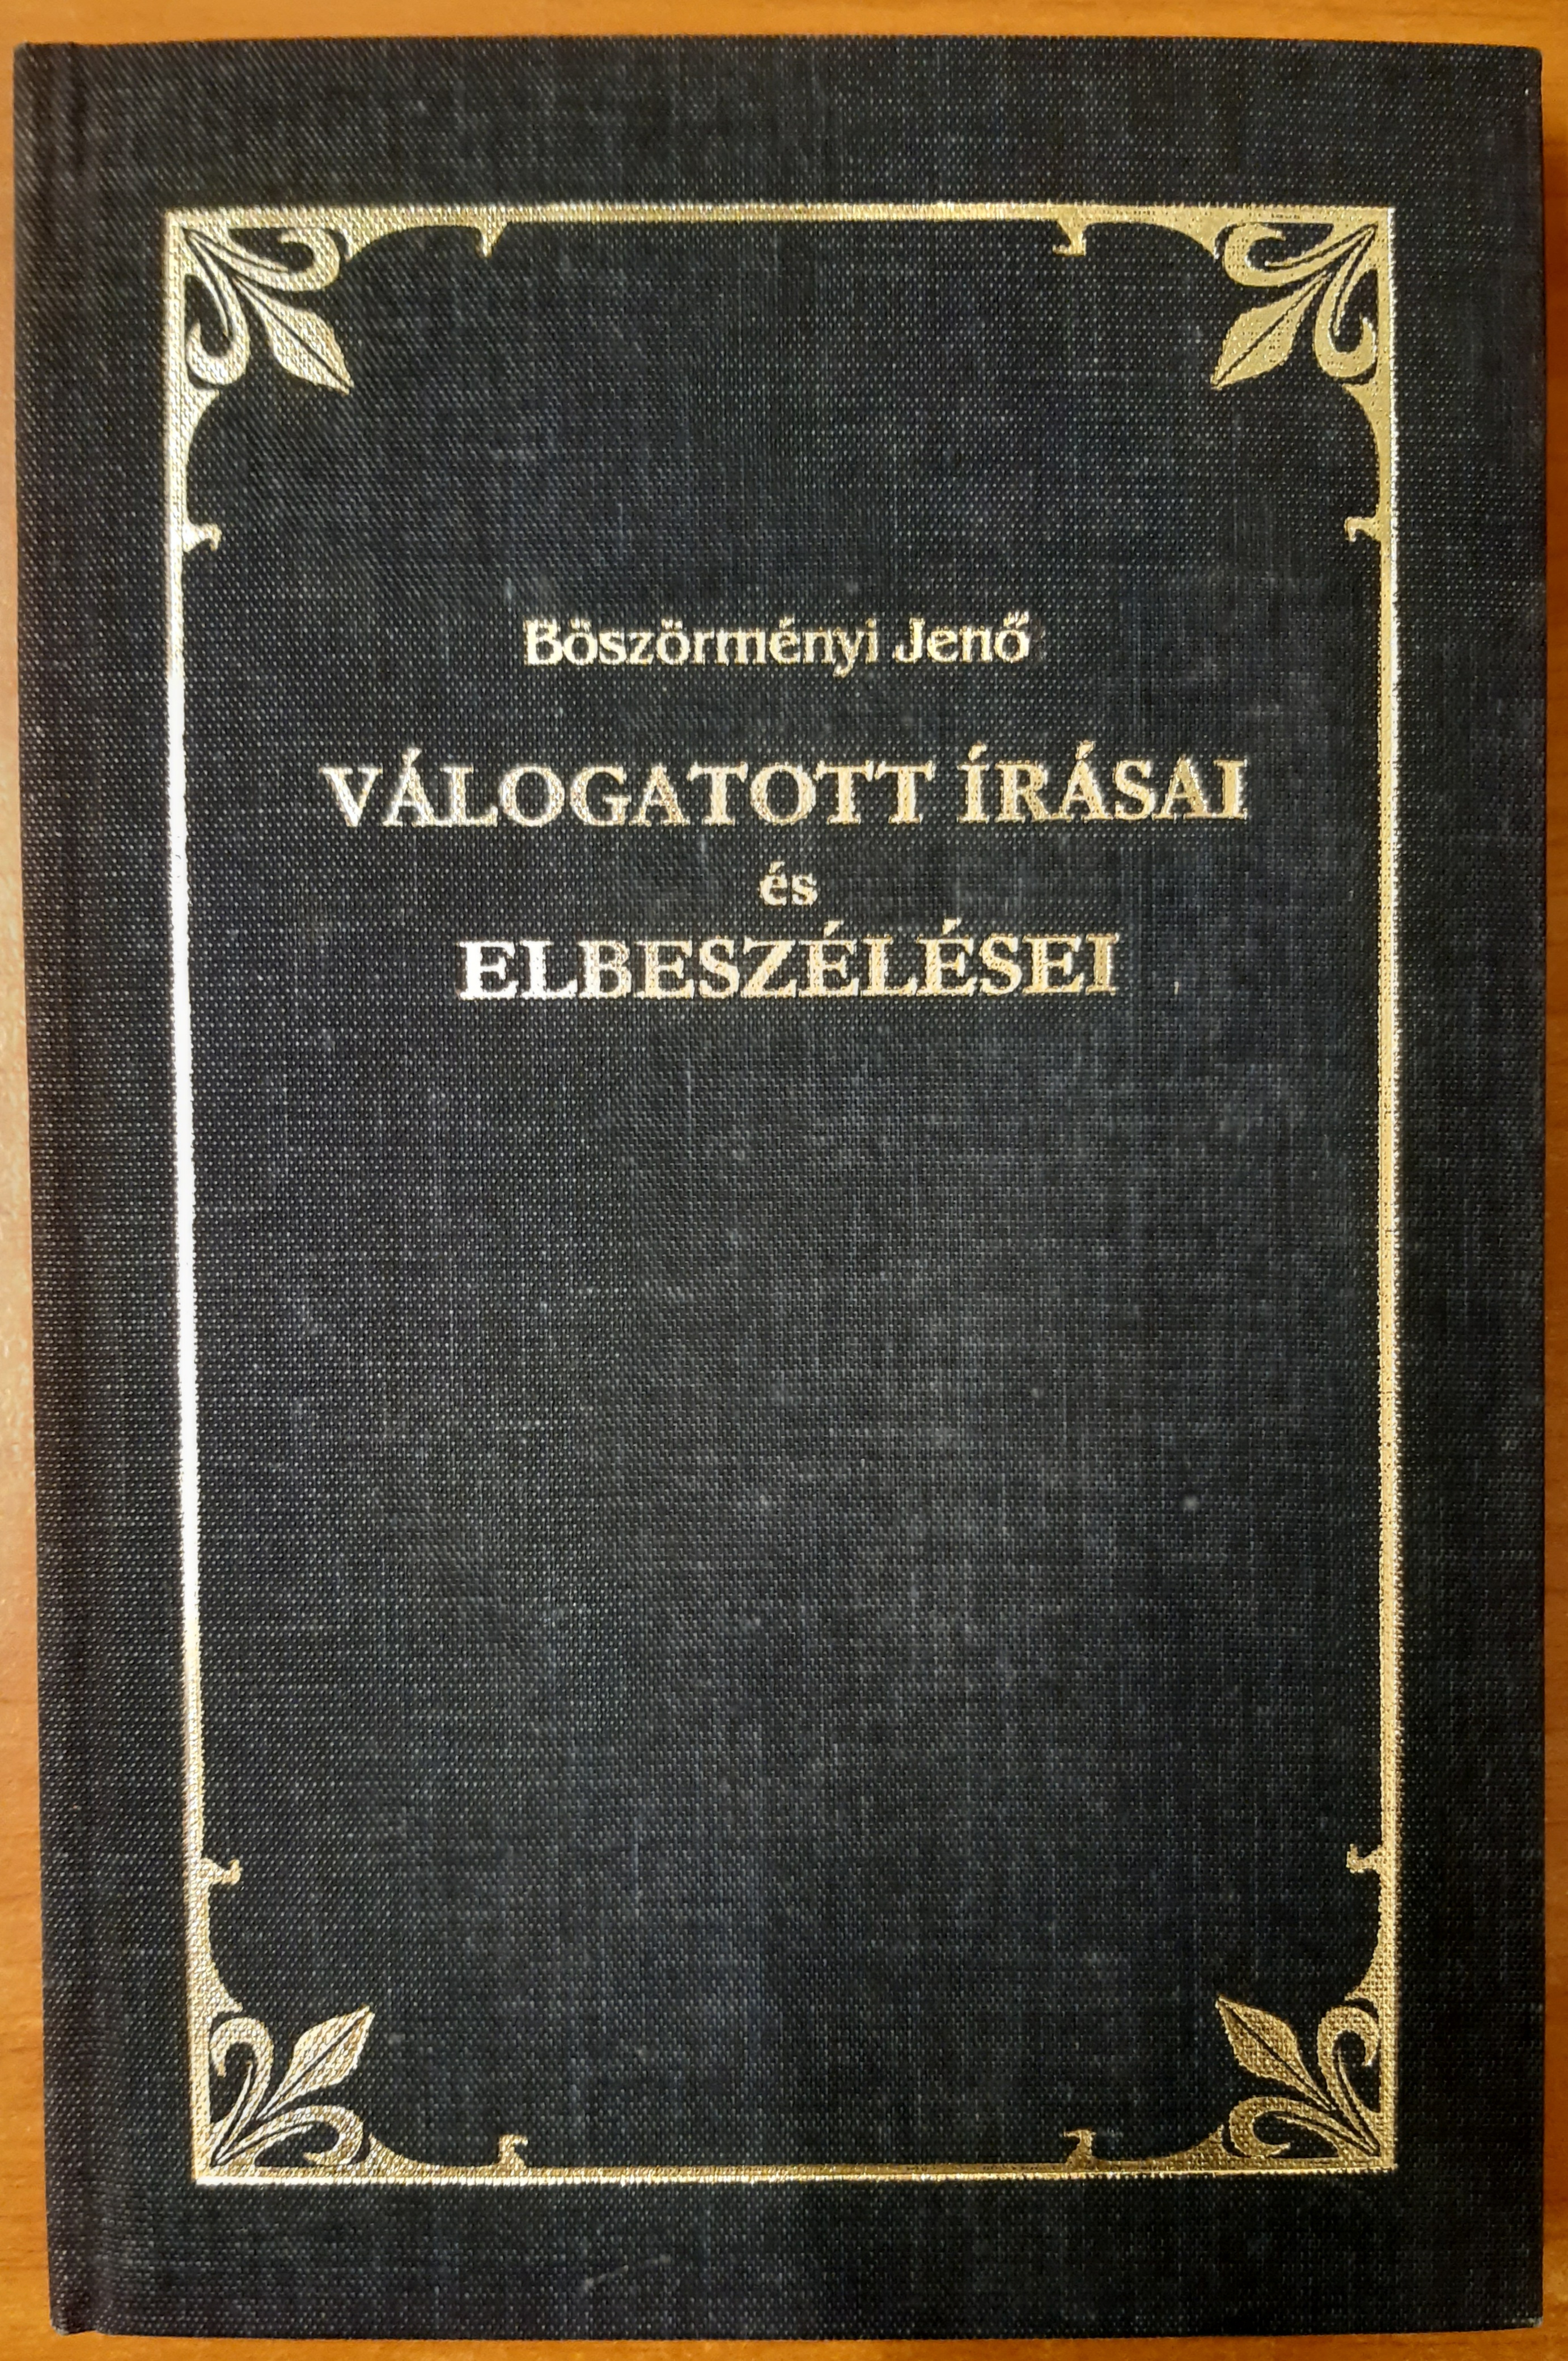 Böszörményi Jenő
VÁLOGATOTT ÍRÁSAI
és
ELBESZÉLÉSEI